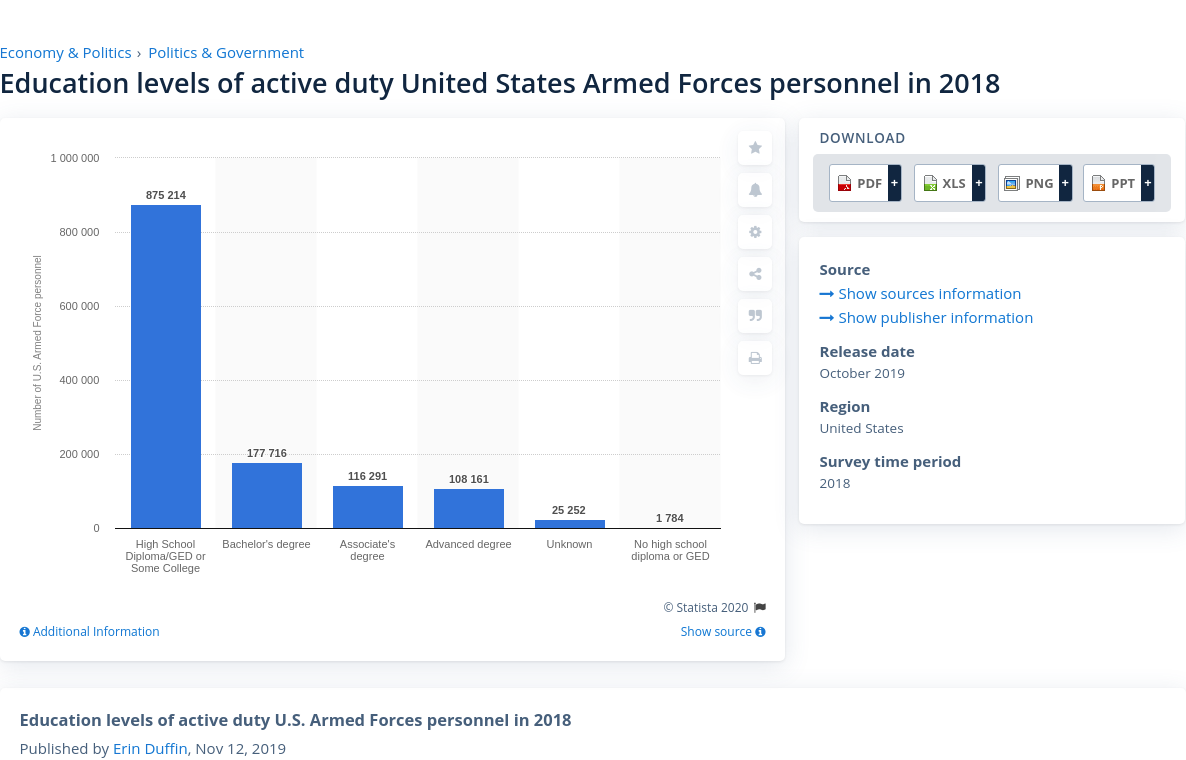 Economy & Politics › Politics & Government
Education levels of active duty United States Armed Forces personnel in 2018
1 000 000
800 000
600 000
400 000
200 000
0
Number of U.S. Armed Force personnel
875 214
177 716
116 291
108 161
25 252
1 784
High School
Diploma/GED or
Some College
Bachelor's degree
Associate's
degree
Advanced degree
Unknown
No high school
diploma or GED
© Statista 2020
Additional Information
Show source
DOWNLOAD
PDF +
XLS +
PNG +
PPT +
Source
Show sources information
Show publisher information
Release date
October 2019
Region
United States
Survey time period
2018
Education levels of active duty U.S. Armed Forces personnel in 2018
Published by Erin Duffin, Nov 12, 2019